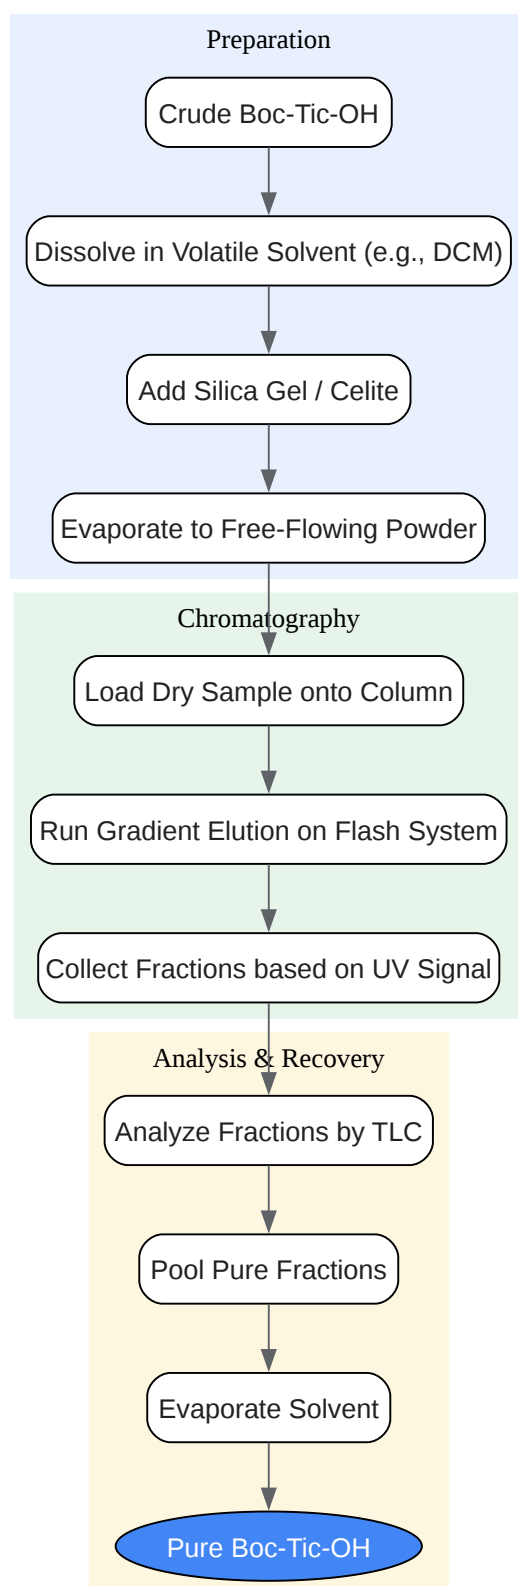 Preparation
Crude Boc-Tic-OH
Dissolve in Volatile Solvent (e.g., DCM)
Add Silica Gel / Celite
Evaporate to Free-Flowing Powder
Chromatography
Load Dry Sample onto Column
Run Gradient Elution on Flash System
Collect Fractions based on UV Signal
Analysis & Recovery
Analyze Fractions by TLC
Pool Pure Fractions
Evaporate Solvent
Pure Boc-Tic-OH